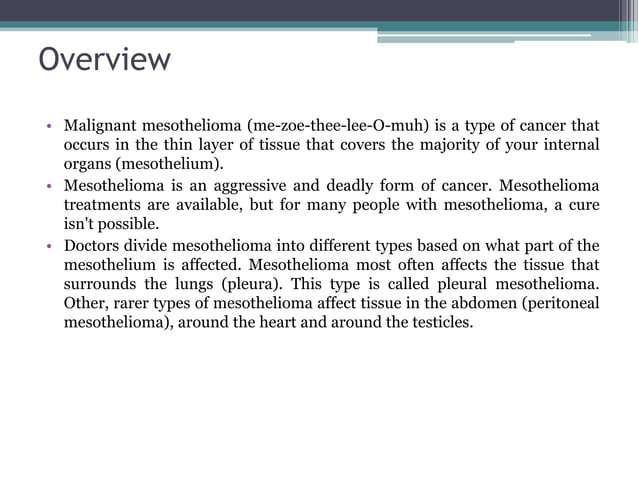 Overview
• Malignant mesothelioma (me-zoe-thee-lee-O-muh) is a type of cancer that
occurs in the thin layer of tissue that covers the majority of your internal
organs (mesothelium).
• Mesothelioma is an aggressive and deadly form of cancer. Mesothelioma
treatments are available, but for many people with mesothelioma, a cure
isn't possible.
• Doctors divide mesothelioma into different types based on what part of the
mesothelium is affected. Mesothelioma most often affects the tissue that
surrounds the lungs (pleura). This type is called pleural mesothelioma.
Other, rarer types of mesothelioma affect tissue in the abdomen (peritoneal
mesothelioma), around the heart and around the testicles.